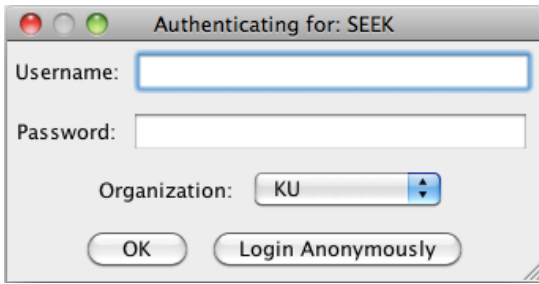 Authenticating for: SEEK
Username:
Password:
Organization: KU
OK Login Anonymously